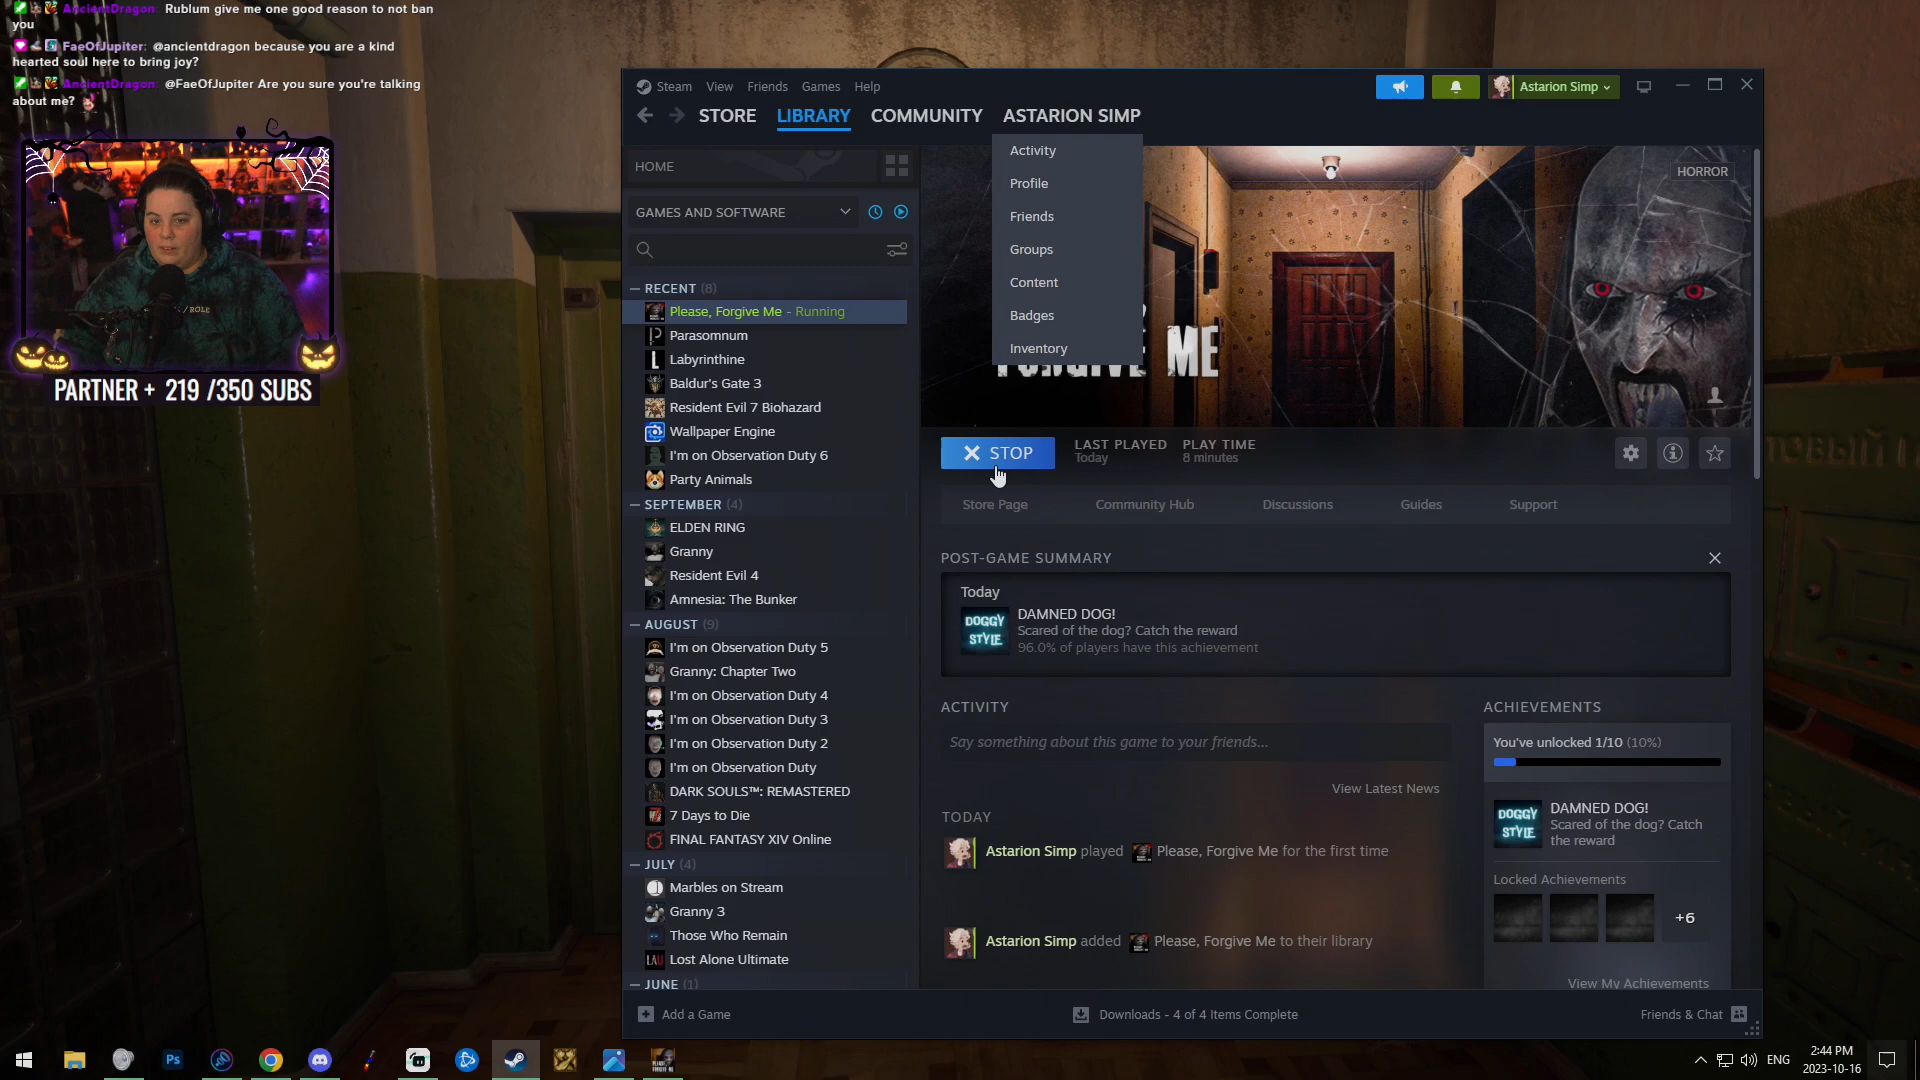 AncientDragon: Rublum give me one good reason to not ban
you
FaeOfJupiter: @ancientdragon because you are a kind
hearted soul here to bring joy?
AncientDragon: @FaeOfJupiter Are you sure you're talking
about me?
/ ROLE
PARTNER + 219 /350 SUBS
Steam View Friends Games Help
Astarion Simp
STORE LIBRARY COMMUNITY ASTARION SIMP
Activity
Profile
Friends
Groups
Content
Badges
Inventory
HOME
GAMES AND SOFTWARE
RECENT (8)
Please, Forgive Me - Running
Parasomnum
Labyrinthine
Baldur's Gate 3
Resident Evil 7 Biohazard
Wallpaper Engine
I'm on Observation Duty 6
Party Animals
SEPTEMBER (4)
ELDEN RING
Granny
Resident Evil 4
Amnesia: The Bunker
AUGUST (9)
I'm on Observation Duty 5
Granny: Chapter Two
I'm on Observation Duty 4
I'm on Observation Duty 3
I'm on Observation Duty 2
I'm on Observation Duty
DARK SOULS™: REMASTERED
7 Days to Die
FINAL FANTASY XIV Online
JULY (4)
Marbles on Stream
Granny 3
Those Who Remain
Lost Alone Ultimate
JUNE (1)
HORROR
FORGIVE ME
STOP
LAST PLAYED
Today
PLAY TIME
8 minutes
Store Page Community Hub Discussions Guides Support
POST-GAME SUMMARY
Today
DOGGY
STYLE
DAMNED DOG!
Scared of the dog? Catch the reward
96.0% of players have this achievement
ACTIVITY
Say something about this game to your friends...
View Latest News
TODAY
Astarion Simp played Please, Forgive Me for the first time
Astarion Simp added Please, Forgive Me to their library
ACHIEVEMENTS
You've unlocked 1/10 (10%)
DOGGY
STYLE
DAMNED DOG!
Scared of the dog? Catch
the reward
Locked Achievements
+6
View My Achievements
Add a Game
Downloads - 4 of 4 Items Complete
Friends & Chat
Ps
ENG
2:44 PM
2023-10-16